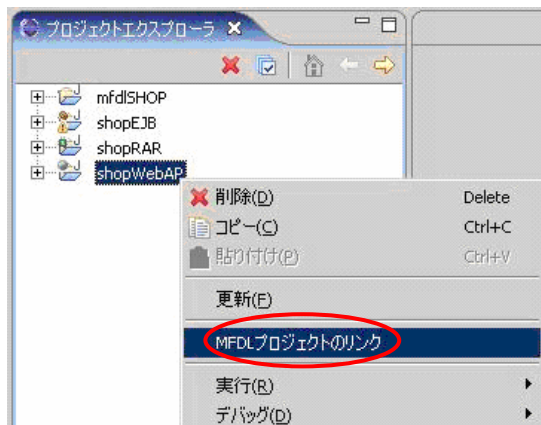 プロジェクトエクスプローラ
mfdlSHOP
shopEJB
shopRAR
shopWebAP
削除(D) Delete
コピー(C) Ctrl+C
貼り付け(P) Ctrl+V
更新(F)
MFDLプロジェクトのリンク
実行(R)
デバッグ(D)